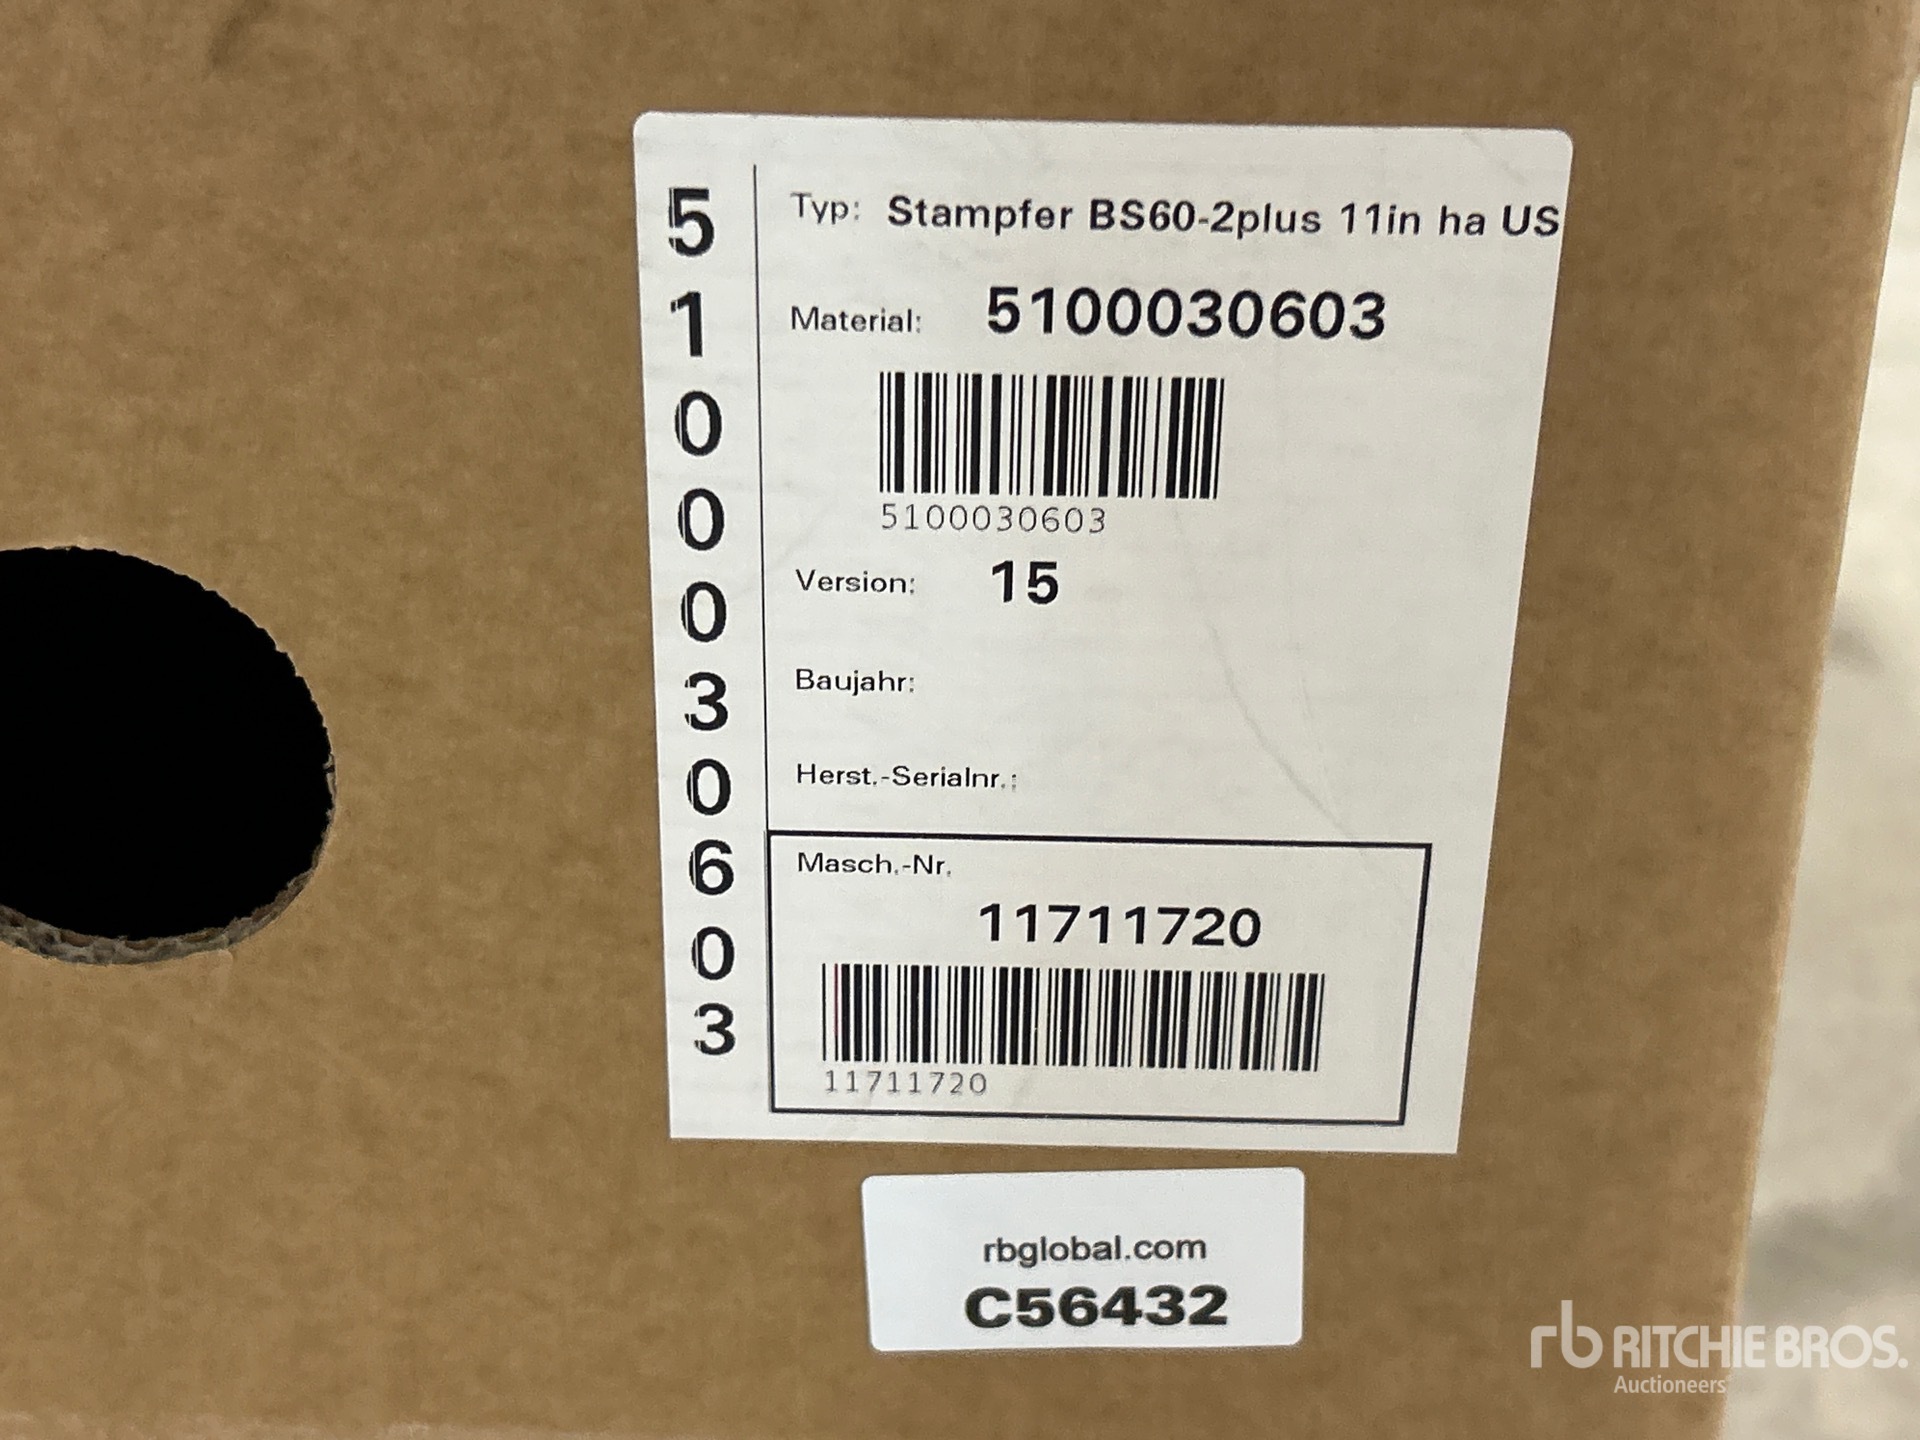 5100030603
Typ: Stampfer BS60-2plus 11in ha US
Material: 5100030603
5100030603
Version: 15
Baujahr:
Herst.-Serialnr.:
Masch.-Nr.
11711720
11711720
rbglobal.com
C56432
rb RITCHIE BROS.
Auctioneers